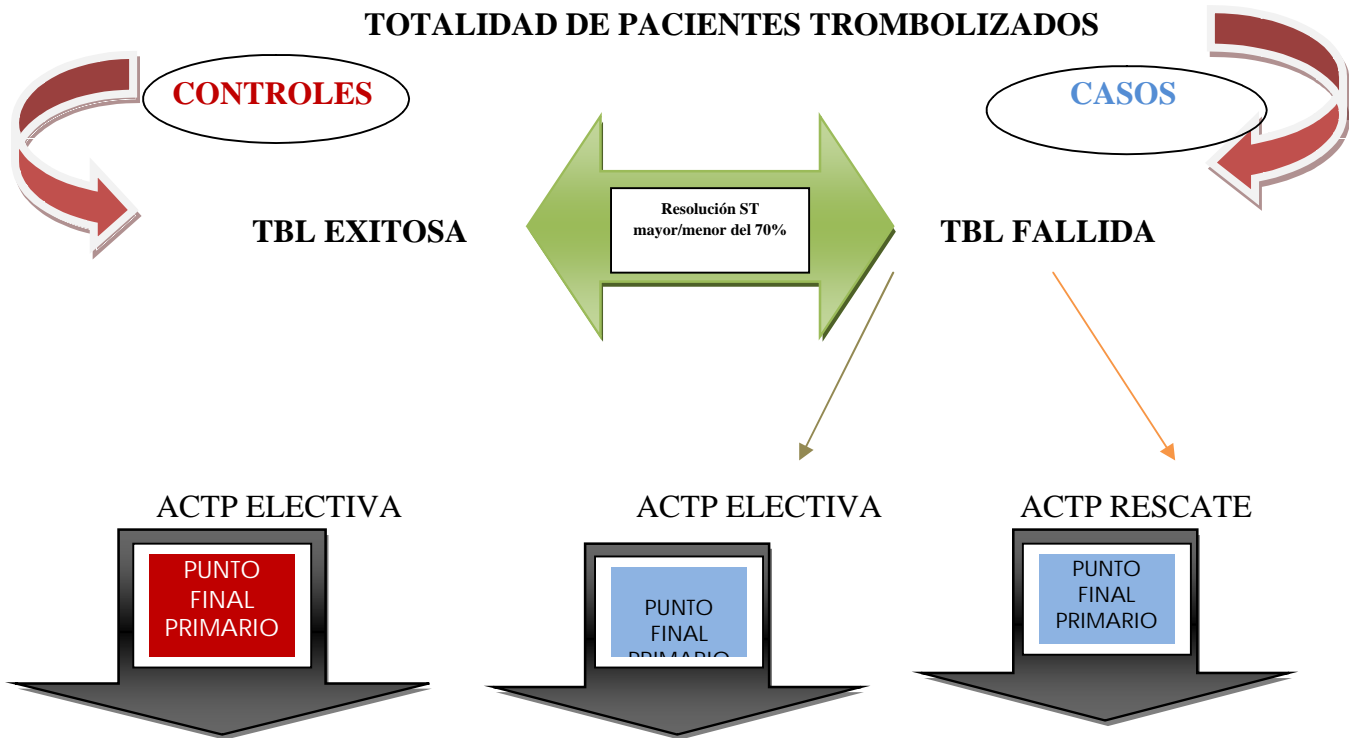 TOTALIDAD DE PACIENTES TROMBOLIZADOS
CONTROLES
CASOS
Resolución ST
mayor/menor del 70%
TBL EXITOSA
TBL FALLIDA
ACTP ELECTIVA
ACTP ELECTIVA
ACTP RESCATE
PUNTO
FINAL
PRIMARIO
PUNTO
FINAL
PRIMARIO
PUNTO
FINAL
PRIMARIO